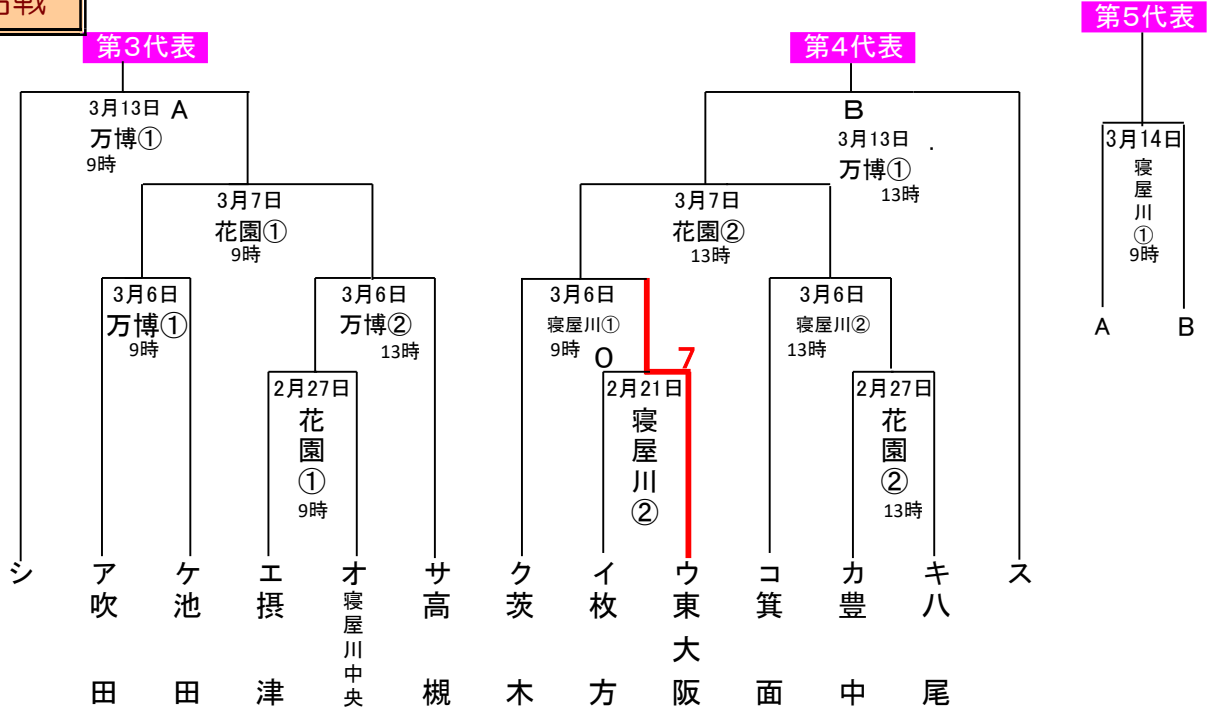 戦
第3代表
第4代表
第5代表
3月13日 A
万博①
9時
B
3月13日
万博①
13時
3月14日
寝屋川①
9時
A
B
3月7日
花園①
9時
3月7日
花園②
13時
3月6日
万博①
9時
3月6日
万博②
13時
3月6日
寝屋川①
9時
3月6日
寝屋川②
13時
0
7
2月27日
花園①
9時
2月21日
寝屋川②
2月27日
花園②
13時
シ
ア吹田
ケ池田
エ摂津
オ寝屋川中央
サ高槻
ク茨木
イ枚方
ウ東大阪
コ箕面
カ豊中
キ八尾
ス